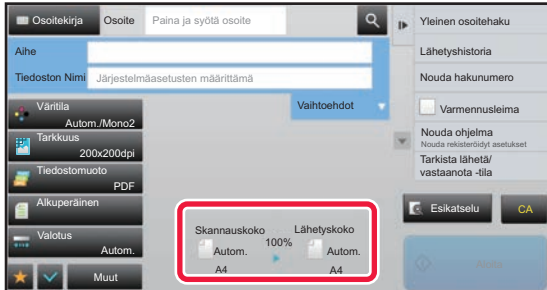 Osoitekirja
Osoite
Paina ja syötä osoite
Yleinen osoitehaku
Aihe
Lähetyshistoria
Tiedoston Nimi
Järjestelmäasetusten määrittämä
Nouda hakunumero
Väritila
Autom./Mono2
Vaihtoehdot
Varmennusleima
Tarkkuus
200x200dpi
Nouda ohjelma
Nouda rekisteröidyt asetukset
Tiedostomuoto
PDF
Tarkista lähetä/
vastaanota -tila
Alkuperäinen
Esikatselu
CA
Valotus
Autom.
Skannauskoko
Lähetyskoko
Autom.
100%
Autom.
A4
A4
Muut
Aloita